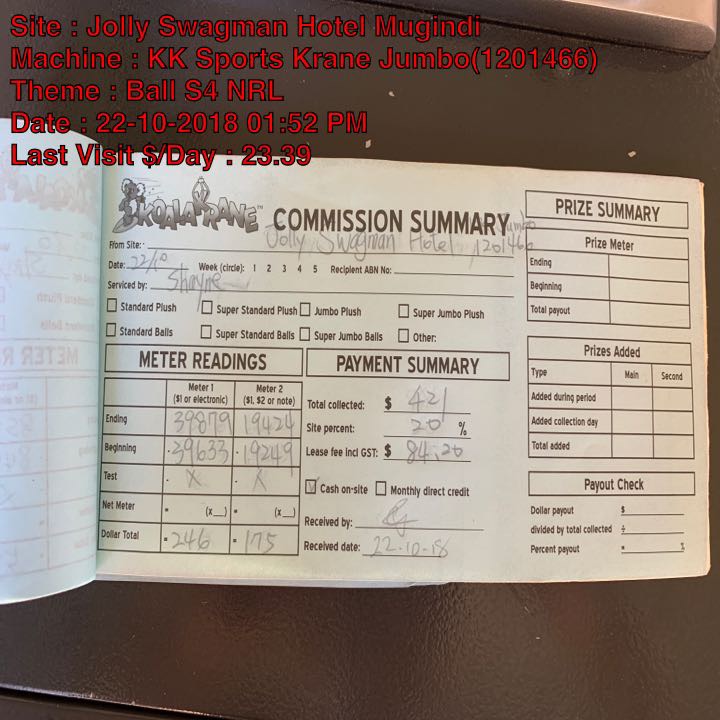 Site : Jolly Swagman Hotel Mugindi
Machine : KK Sports Krane Jumbo(1201466)
Theme : Ball S4 NRL
Date : 22-10-2018 01:52 PM
Last Visit $/Day : 23.39
KOALA KRANE™ COMMISSION SUMMARY
From Site: Jolly Swagman Hotel Jumbo 1201466
Date: 22/10 Week (circle): 1 2 3 4 5 Recipient ABN No:
Serviced by: Shayne
Standard Plush Super Standard Plush Jumbo Plush Super Jumbo Plush
Standard Balls Super Standard Balls Super Jumbo Balls Other:
METER READINGS
Meter 1 ($1 or electronic) Meter 2 ($1, $2 or note)
Ending 39879 19424
Beginning 39633 19249
Test X X
Net Meter = (x__) = (x__)
Dollar Total = 246 = 175
PAYMENT SUMMARY
Total collected: $ 421
Site percent: 20 %
Lease fee incl GST: $ 84.20
Cash on-site Monthly direct credit
Received by:
Received date: 22-10-18
PRIZE SUMMARY
Prize Meter
Ending
Beginning
Total payout
Prizes Added
Type Main Second
Added during period
Added collection day
Total added
Payout Check
Dollar payout $
divided by total collected ÷
Percent payout = %